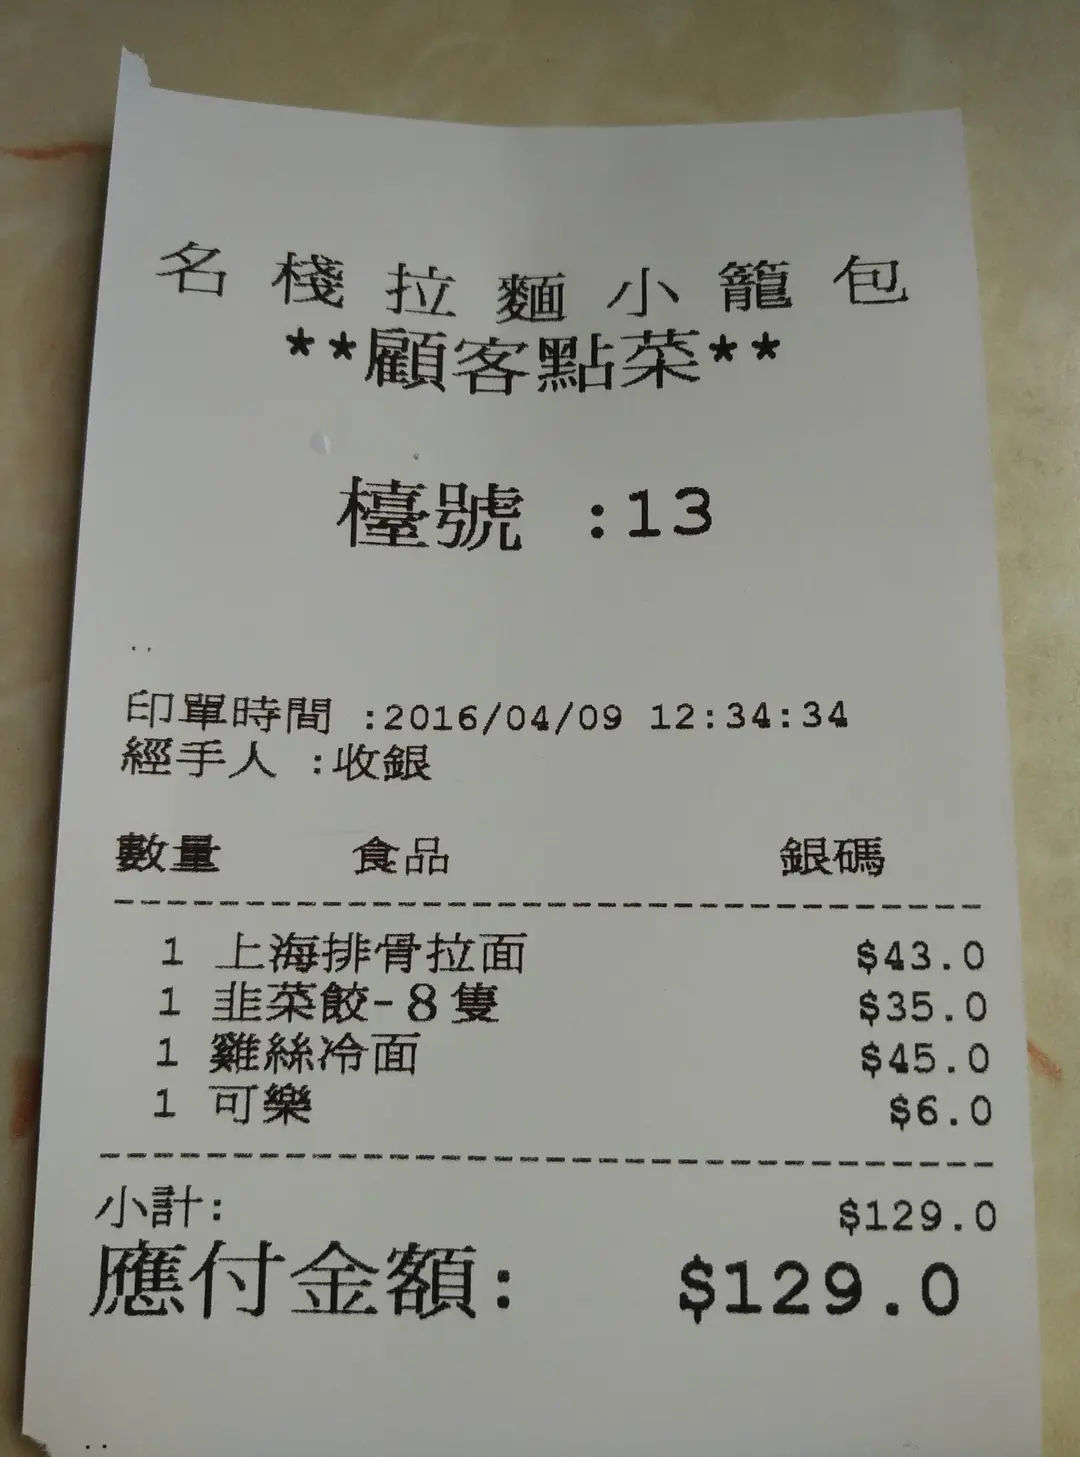 名棧拉麵小籠包
**顧客點菜**
檯號 :13
..
印單時間 :2016/04/09 12:34:34
經手人 :收銀
數量 食品 銀碼
1 上海排骨拉面 $43.0
1 韭菜餃-8隻 $35.0
1 雞絲冷面 $45.0
1 可樂 $6.0
小計: $129.0
應付金額: $129.0
..